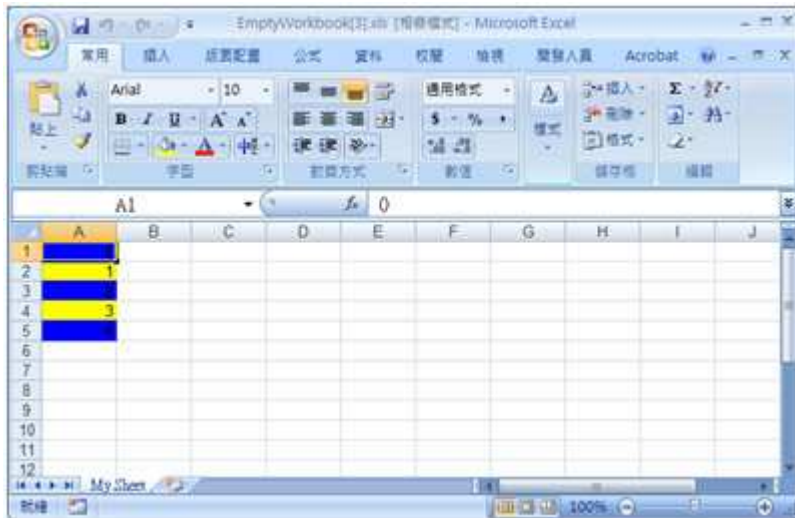 EmptyWorkbook[3].xls [相容模式] - Microsoft Excel
常用 插入 版面配置 公式 資料 校閱 檢視 開發人員 Acrobat
貼上
Arial 10
B I U A A
通用格式
$ % ,
樣式
插入
刪除
格式
Σ
剪貼簿 字型 對齊方式 數值 儲存格 編輯
A1 fx 0
A B C D E F G H I J
1
2 1
3
4 3
5
6
7
8
9
10
11
12
My Sheet
就緒 100%